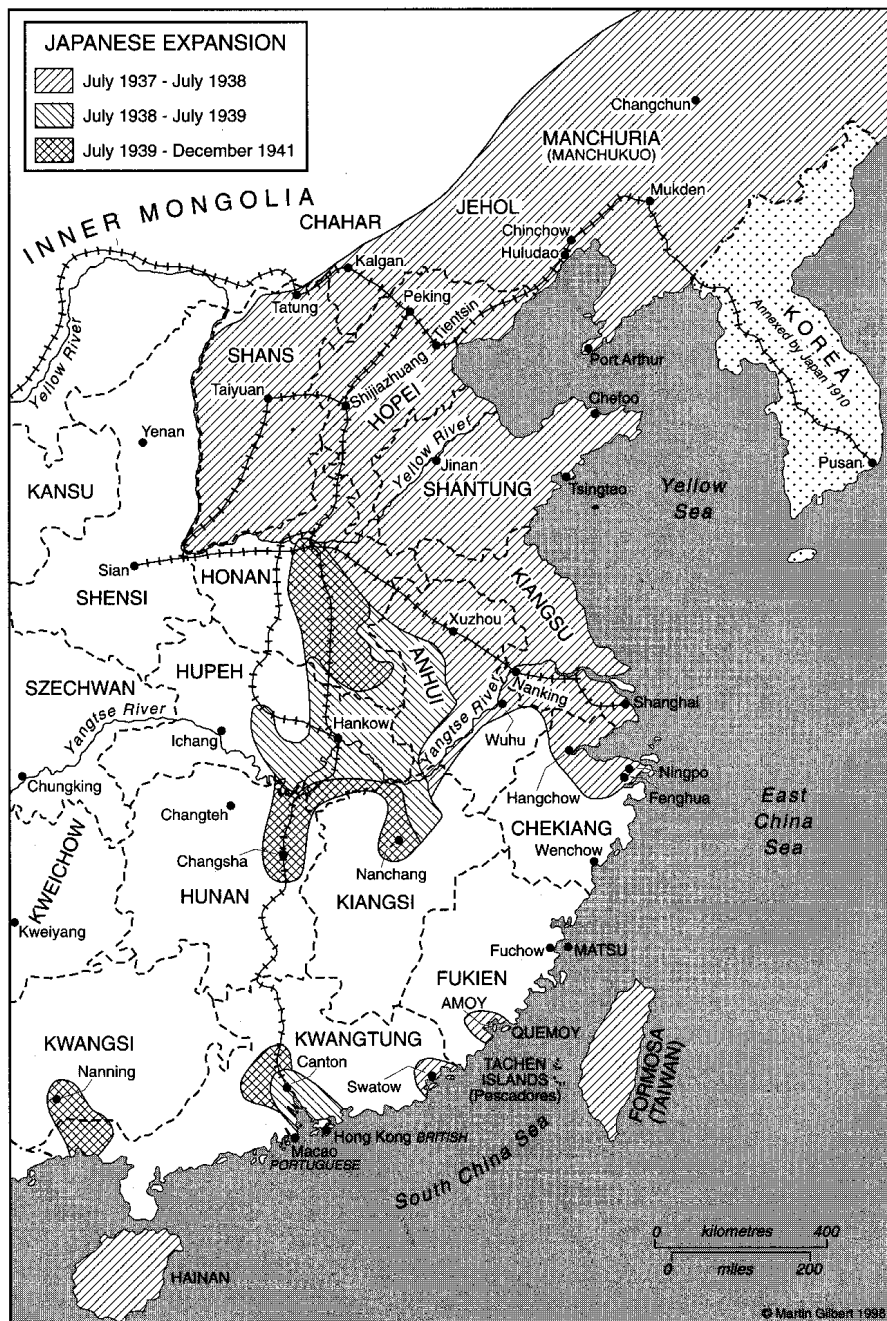 JAPANESE EXPANSION
July 1937 - July 1938
July 1938 - July 1939
July 1939 - December 1941
Changchun
MANCHURIA
(MANCHUKUO)
INNER MONGOLIA
CHAHAR
JEHOL
Mukden
Chinchow
Huludao
Kalgan
Peking
Tatung
Tientsin
Yellow River
SHANS
Port Arthur
KOREA
Annexed by Japan 1910
Taiyuan
Shijiazhuang
HOPEI
Chefoo
Yenan
Yellow River
Jinan
KANSU
SHANTUNG
Tsingtao
Yellow
Sea
Pusan
Sian
HONAN
SHENSI
KIANGSU
Xuzhou
HUPEH
ANHUI
SZECHWAN
Yangtse River
Nanking
Shanghai
Yangtse River
Hankow
Ichang
Wuhu
Chungking
Hangchow
Ningpo
Fenghua
Changteh
CHEKIANG
East
China
Sea
Changsha
Nanchang
Wenchow
KWEICHOW
HUNAN
KIANGSI
Kweiyang
Fuchow
MATSU
FUKIEN
AMOY
KWANGSI
KWANGTUNG
QUEMOY
Nanning
Canton
Swatow
TACHEN
ISLANDS
(Pescadores)
FORMOSA
(TAIWAN)
Hong Kong BRITISH
Macao
PORTUGUESE
South China Sea
0 kilometres 400
0 miles 200
HAINAN
© Martin Gilbert 1998